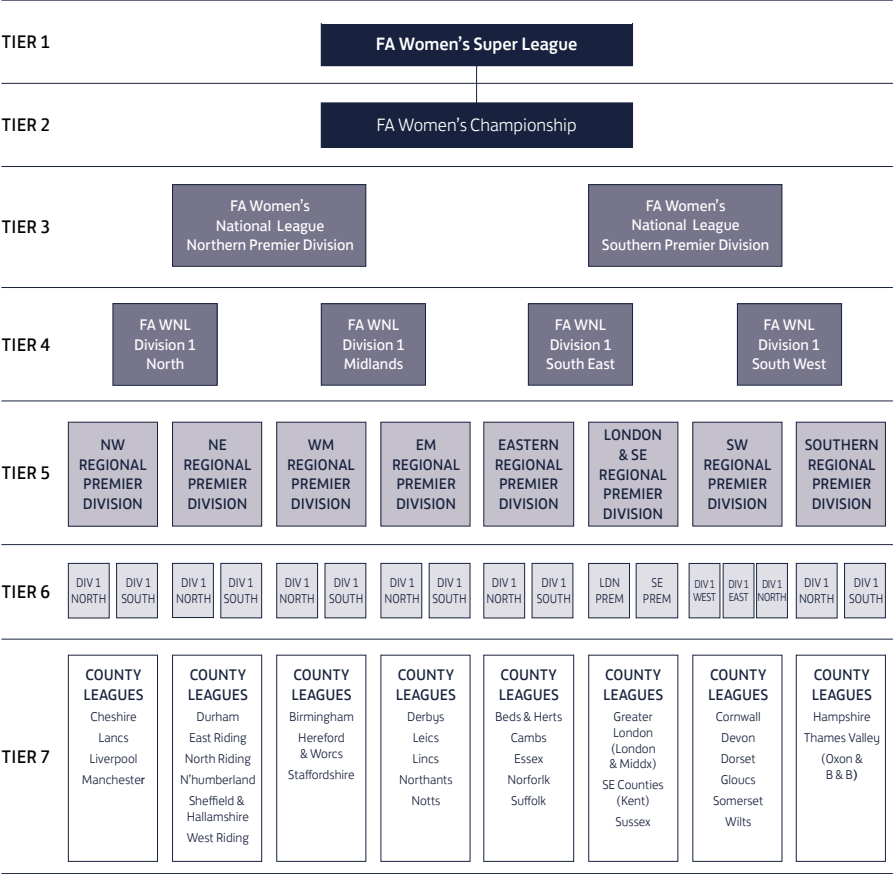 TIER 1
FA Women's Super League
TIER 2
FA Women's Championship
TIER 3
FA Women's
National League
Northern Premier Division
FA Women's
National League
Southern Premier Division
TIER 4
FA WNL
Division 1
North
FA WNL
Division 1
Midlands
FA WNL
Division 1
South East
FA WNL
Division 1
South West
TIER 5
NW
REGIONAL
PREMIER
DIVISION
NE
REGIONAL
PREMIER
DIVISION
WM
REGIONAL
PREMIER
DIVISION
EM
REGIONAL
PREMIER
DIVISION
EASTERN
REGIONAL
PREMIER
DIVISION
LONDON
& SE
REGIONAL
PREMIER
DIVISION
SW
REGIONAL
PREMIER
DIVISION
SOUTHERN
REGIONAL
PREMIER
DIVISION
TIER 6
DIV 1
NORTH
DIV 1
SOUTH
DIV 1
NORTH
DIV 1
SOUTH
DIV 1
NORTH
DIV 1
SOUTH
DIV 1
NORTH
DIV 1
SOUTH
DIV 1
NORTH
DIV 1
SOUTH
LDN
PREM
SE
PREM
DIV 1
WEST
DIV 1
EAST
DIV 1
NORTH
DIV 1
NORTH
DIV 1
SOUTH
TIER 7
COUNTY
LEAGUES
Cheshire
Lancs
Liverpool
Manchester
COUNTY
LEAGUES
Durham
East Riding
North Riding
N'humberland
Sheffield &
Hallamshire
West Riding
COUNTY
LEAGUES
Birmingham
Hereford
& Worcs
Staffordshire
COUNTY
LEAGUES
Derbys
Leics
Lincs
Northants
Notts
COUNTY
LEAGUES
Beds & Herts
Cambs
Essex
Norforlk
Suffolk
COUNTY
LEAGUES
Greater
London
(London
& Middx)
SE Counties
(Kent)
Sussex
COUNTY
LEAGUES
Cornwall
Devon
Dorset
Gloucs
Somerset
Wilts
COUNTY
LEAGUES
Hampshire
Thames Valley
(Oxon &
B & B)